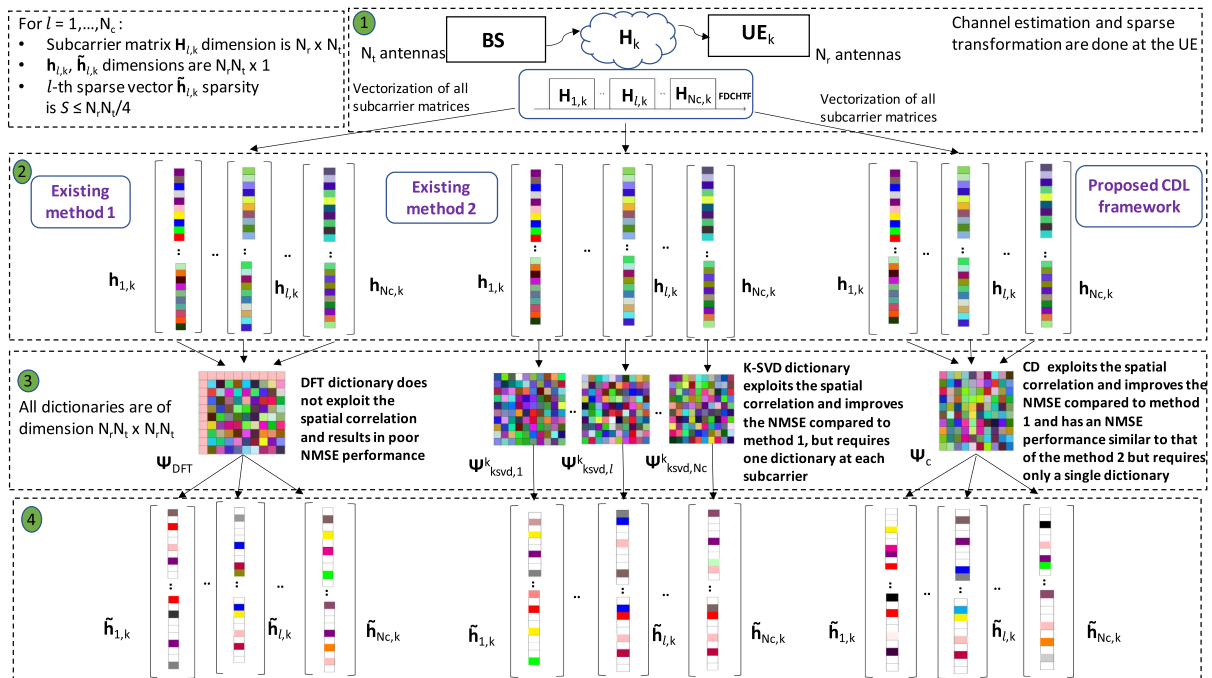 For l = 1,…,Nc :
• Subcarrier matrix Hl,k dimension is Nr x Nt
• hl,k, h̃l,k dimensions are NrNt x 1
• l-th sparse vector h̃l,k sparsity
is S ≤ NrNt/4
1
Nt antennas
BS
Hk
UEk
Nr antennas
Channel estimation and sparse
transformation are done at the UE
Vectorization of all
subcarrier matrices
H1,k .. Hl,k .. HNc,k FDCHTF
Vectorization of all
subcarrier matrices
2
Existing
method 1
Existing
method 2
Proposed CDL
framework
h1,k .. hl,k .. hNc,k
h1,k .. hl,k .. hNc,k
h1,k .. hl,k .. hNc,k
3
All dictionaries are of
dimension NrNt x NrNt
ΨDFT
DFT dictionary does
not exploit the
spatial correlation
and results in poor
NMSE performance
Ψkksvd,1 .. Ψkksvd,l .. Ψkksvd,Nc
K-SVD dictionary
exploits the spatial
correlation and improves
the NMSE compared to
method 1, but requires
one dictionary at each
subcarrier
Ψc
CD exploits the spatial
correlation and improves the
NMSE compared to method
1 and has an NMSE
performance similar to that
of the method 2 but requires
only a single dictionary
4
h̃1,k .. h̃l,k .. h̃Nc,k
h̃1,k .. h̃l,k .. h̃Nc,k
h̃1,k .. h̃l,k .. h̃Nc,k